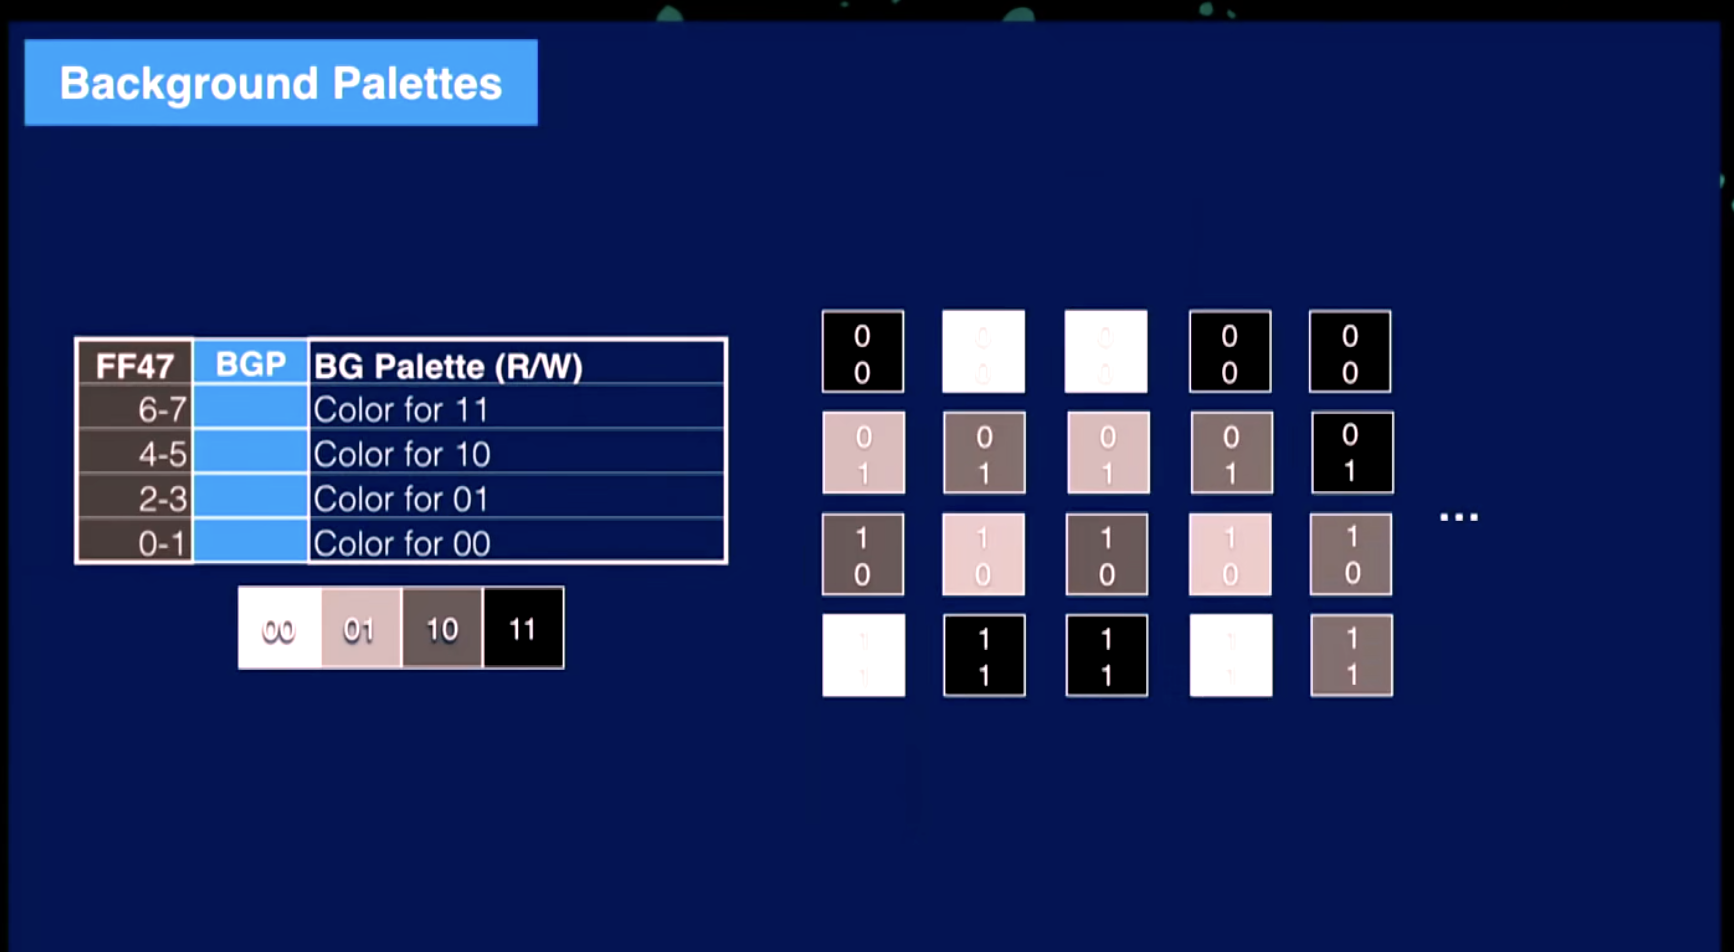 Background Palettes
FF47 BGP BG Palette (R/W)
6-7 Color for 11
4-5 Color for 10
2-3 Color for 01
0-1 Color for 00
00 01 10 11
0 0 0 0 0
0 0 0 0 0
0 0 0 0 0
1 1 1 1 1
1 1 1 1 1
0 0 0 0 0
1 1 1 1 1
1 1 1 1 1
...